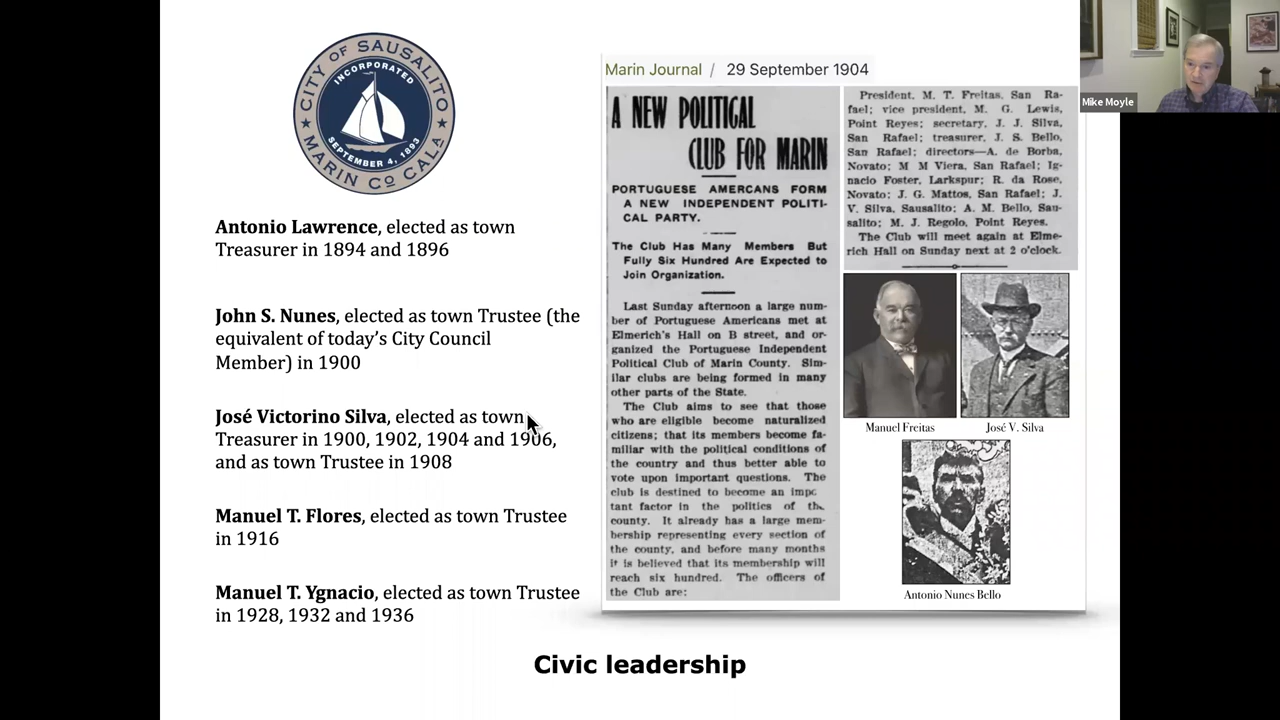 CITY OF SAUSALITO
INCORPORATED
SEPTEMBER 4, 1893
MARIN CO CALA
Antonio Lawrence, elected as town
Treasurer in 1894 and 1896
John S. Nunes, elected as town Trustee (the
equivalent of today's City Council
Member) in 1900
José Victorino Silva, elected as town
Treasurer in 1900, 1902, 1904 and 1906,
and as town Trustee in 1908
Manuel T. Flores, elected as town Trustee
in 1916
Manuel T. Ygnacio, elected as town Trustee
in 1928, 1932 and 1936
Marin Journal / 29 September 1904
A NEW POLITICAL
CLUB FOR MARIN
PORTUGUESE AMERCANS FORM
A NEW INDEPENDENT POLITI-
CAL PARTY.
The Club Has Many Members But
Fully Six Hundred Are Expected to
Join Organization.
Last Sunday afternoon a large num-
ber of Portuguese Americans met at
Elmerich's Hall on B street, and or-
ganized the Portuguese Independent
Political Club of Marin County. Sim-
ilar clubs are being formed in many
other parts of the State.
The Club aims to see that those
who are eligible become naturalized
citizens; that its members become fa-
miliar with the political conditions of
the country and thus better able to
vote upon important questions. The
club is destined to become an impo
tant factor in the politics of th
county. It already has a large mem-
bership representing every section of
the county, and before many months
it is believed that its membership will
reach six hundred. The officers of
the Club are:
President, M. T. Freitas, San Ra-
fael; vice president, M. G. Lewis,
Point Reyes; secretary, J. J. Silva,
San Rafael; treasurer, J. S. Bello,
San Rafael; directors—A. de Borba,
Novato; M M Viera, San Rafael; Ig-
nacio Foster, Larkspur; R. da Rose,
Novato; J. G. Mattos, San Rafael; J.
V. Silva, Sausalito; A. M. Bello, Sau-
salito; M. J. Regolo, Point Reyes.
The Club will meet again at Elme-
rich Hall on Sunday next at 2 o'clock.
Manuel Freitas
José V. Silva
Antonio Nunes Bello
Civic leadership
Mike Moyle